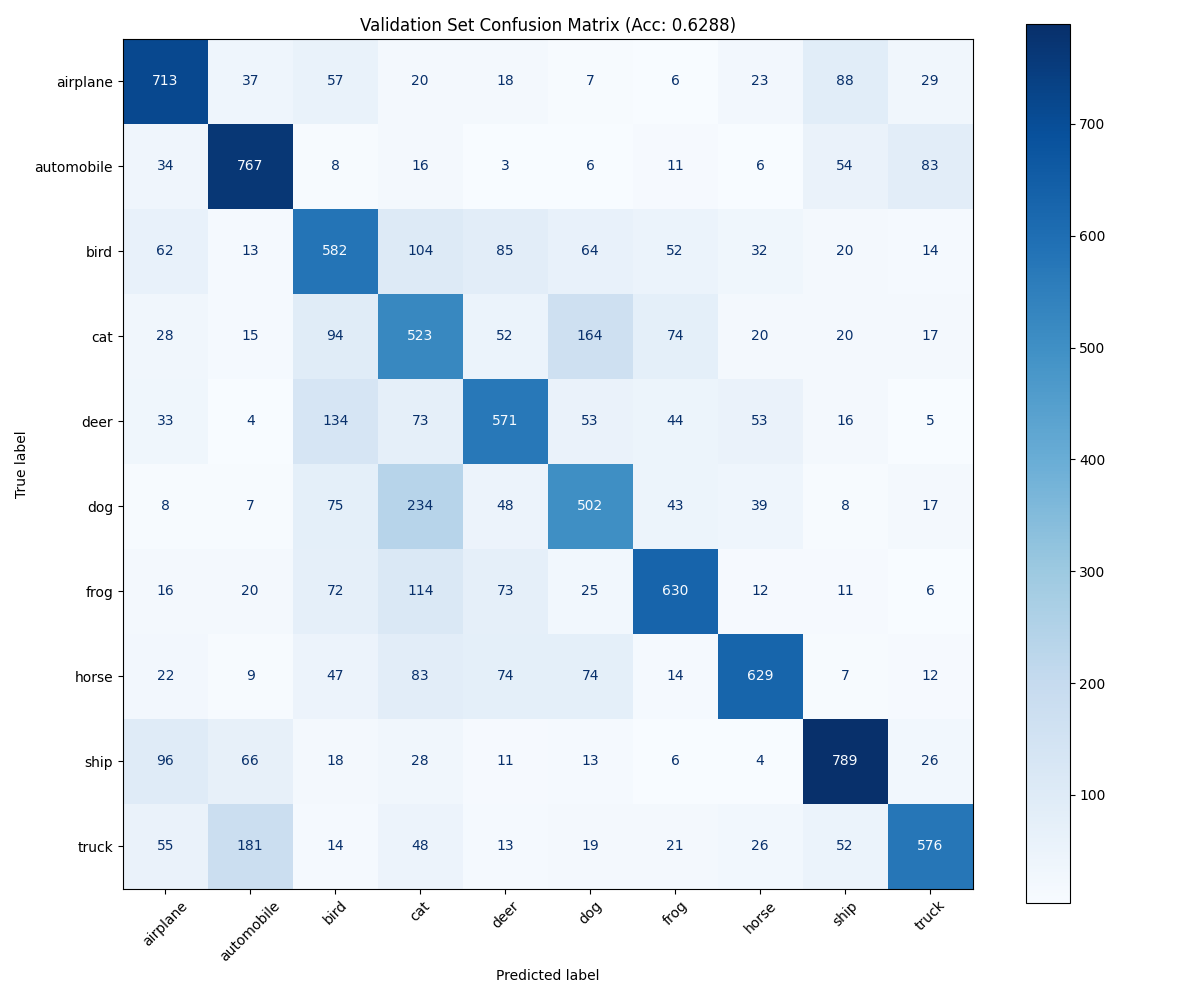 Validation Set Confusion Matrix (Acc: 0.6288)
airplane 713 37 57 20 18 7 6 23 88 29
automobile 34 767 8 16 3 6 11 6 54 83
bird 62 13 582 104 85 64 52 32 20 14
cat 28 15 94 523 52 164 74 20 20 17
deer 33 4 134 73 571 53 44 53 16 5
dog 8 7 75 234 48 502 43 39 8 17
frog 16 20 72 114 73 25 630 12 11 6
horse 22 9 47 83 74 74 14 629 7 12
ship 96 66 18 28 11 13 6 4 789 26
truck 55 181 14 48 13 19 21 26 52 576
airplane automobile bird cat deer dog frog horse ship truck
Predicted label
True label
700
600
500
400
300
200
100